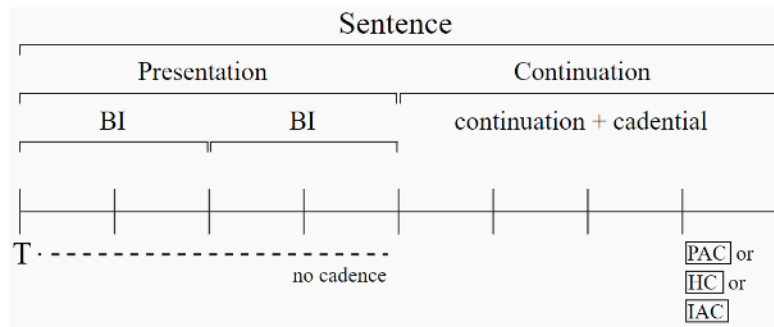 Sentence
Presentation Continuation
BI BI continuation + cadential
T
no cadence
PAC or
HC or
IAC